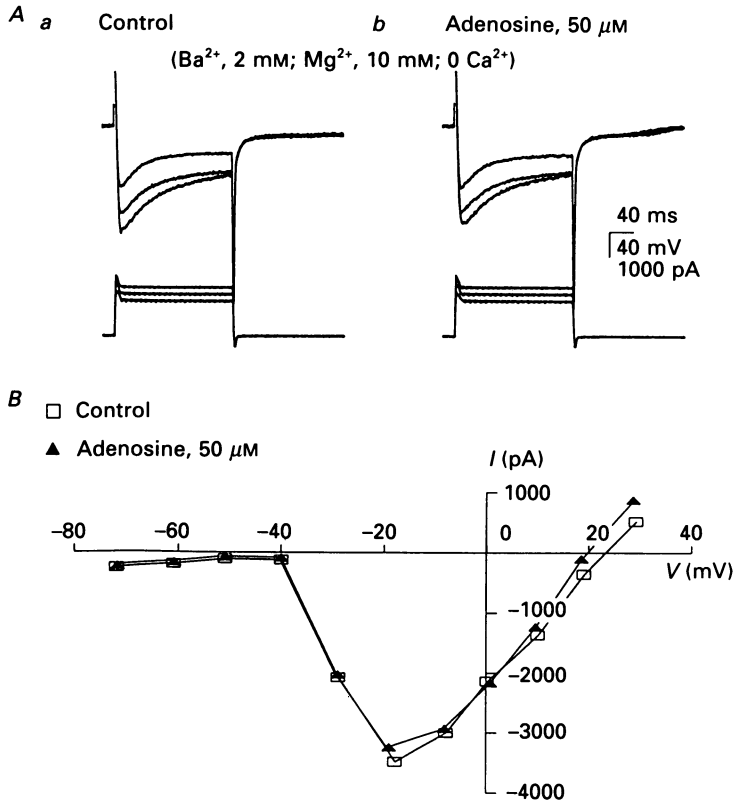 A a Control b Adenosine, 50 μM
(Ba²⁺, 2 mM; Mg²⁺, 10 mM; 0 Ca²⁺)
40 ms
40 mV
1000 pA
B
□ Control
▲ Adenosine, 50 μM
I (pA)
1000
−80 −60 −40 −20 0 20 40
V (mV)
−1000
−2000
−3000
−4000